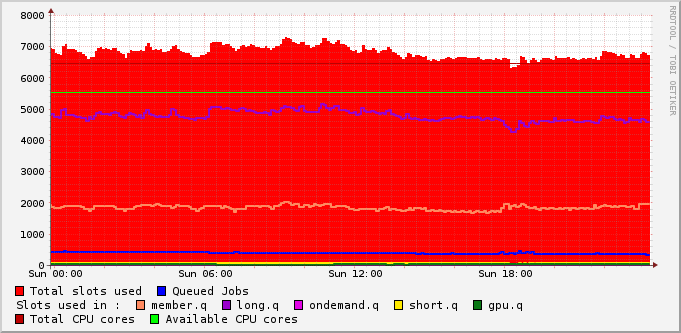 8000
7000
6000
5000
4000
3000
2000
1000
0
Sun 00:00 Sun 06:00 Sun 12:00 Sun 18:00
RRDTOOL / TOBI OETIKER
Total slots used Queued Jobs
Slots used in : member.q long.q ondemand.q short.q gpu.q
Total CPU cores Available CPU cores